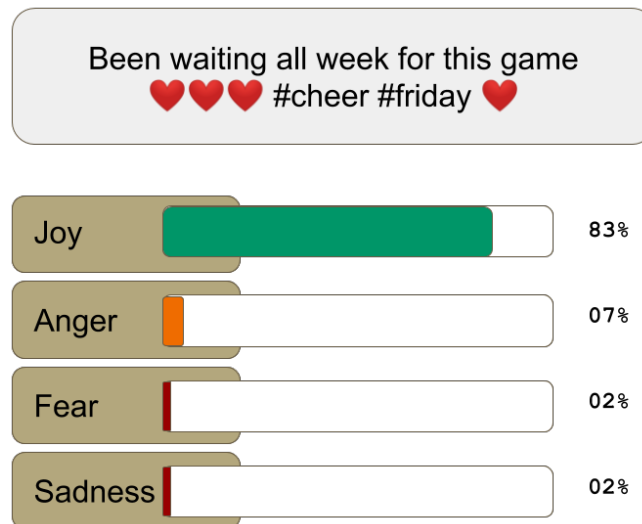 Been waiting all week for this game
❤️❤️❤️ #cheer #friday ❤️
Joy 83%
Anger 07%
Fear 02%
Sadness 02%